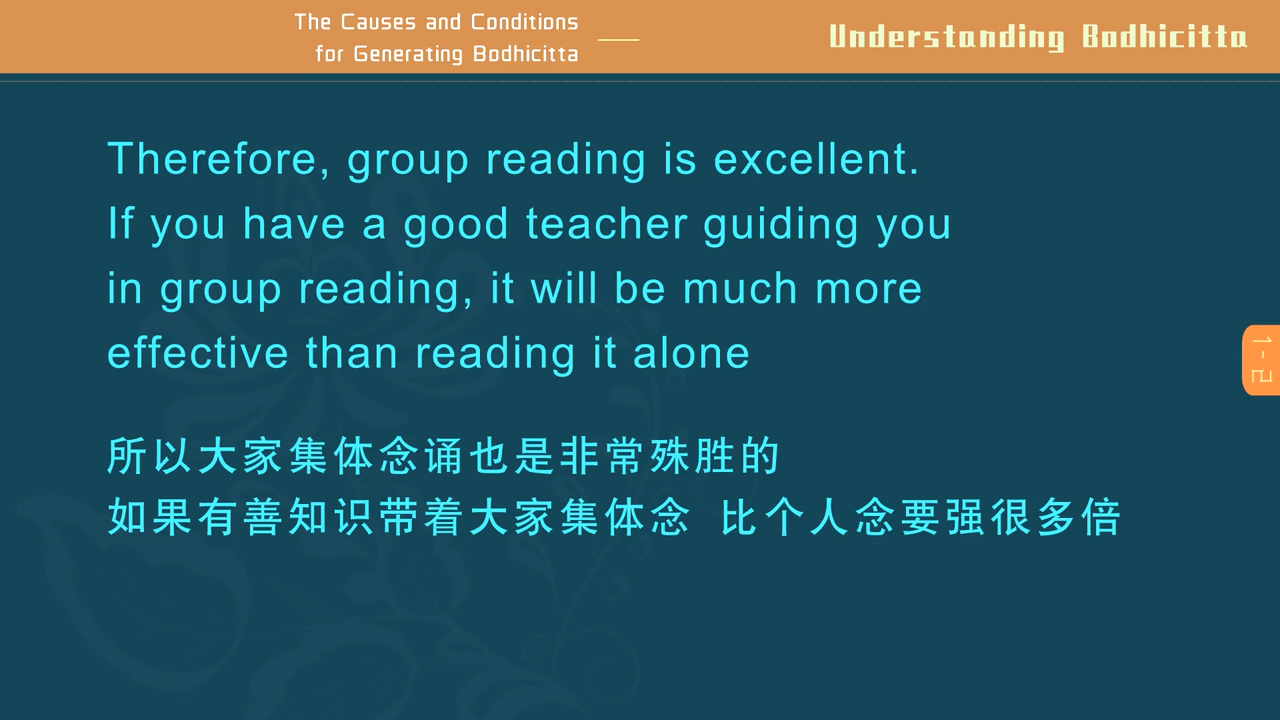 The Causes and Conditions
for Generating Bodhicitta
Understanding Bodhicitta
Therefore, group reading is excellent.
If you have a good teacher guiding you
in group reading, it will be much more
effective than reading it alone
所以大家集体念诵也是非常殊胜的
如果有善知识带着大家集体念 比个人念要强很多倍
1-2